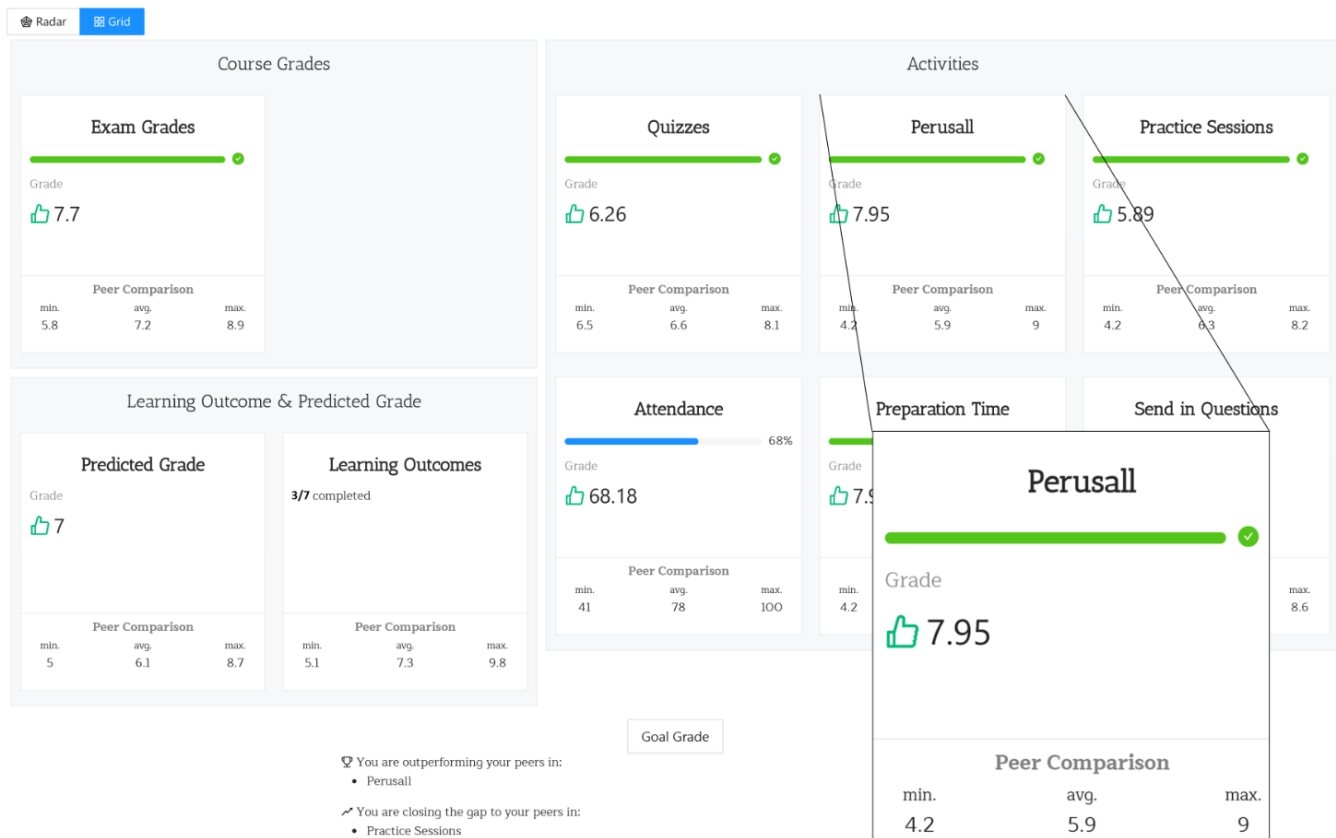 Radar Grid
Course Grades
Exam Grades
Grade
7.7
Peer Comparison
min. avg. max.
5.8 7.2 8.9
Learning Outcome & Predicted Grade
Predicted Grade
Grade
7
Peer Comparison
min. avg. max.
5 6.1 8.7
Learning Outcomes
3/7 completed
Peer Comparison
min. avg. max.
5.1 7.3 9.8
Activities
Quizzes
Grade
6.26
Peer Comparison
min. avg. max.
6.5 6.6 8.1
Perusall
Grade
7.95
Peer Comparison
min. avg. max.
4.2 5.9 9
Practice Sessions
Grade
5.89
Peer Comparison
min. avg. max.
4.2 6.3 8.2
Attendance
68%
Grade
68.18
Peer Comparison
min. avg. max.
41 78 100
Preparation Time
Grade
min.
4.2
Send in Questions
max.
8.6
Perusall
Grade
7.95
Peer Comparison
min. avg. max.
4.2 5.9 9
Goal Grade
You are outperforming your peers in:
• Perusall
You are closing the gap to your peers in:
• Practice Sessions